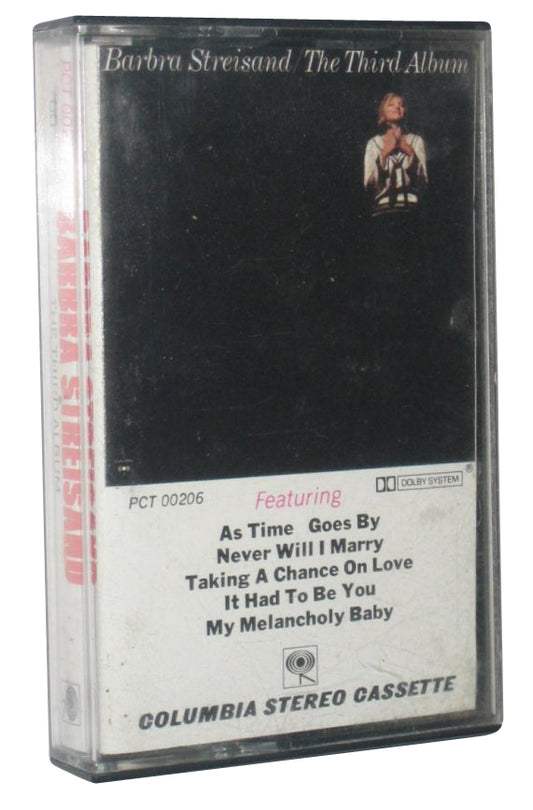 Barbra Streisand/The Third Album
PCT 00206
Featuring
DOLBY SYSTEM®
As Time Goes By
Never Will I Marry
Taking A Chance On Love
It Had To Be You
My Melancholy Baby
COLUMBIA STEREO CASSETTE
BARBRA STREISAND
THE THIRD ALBUM